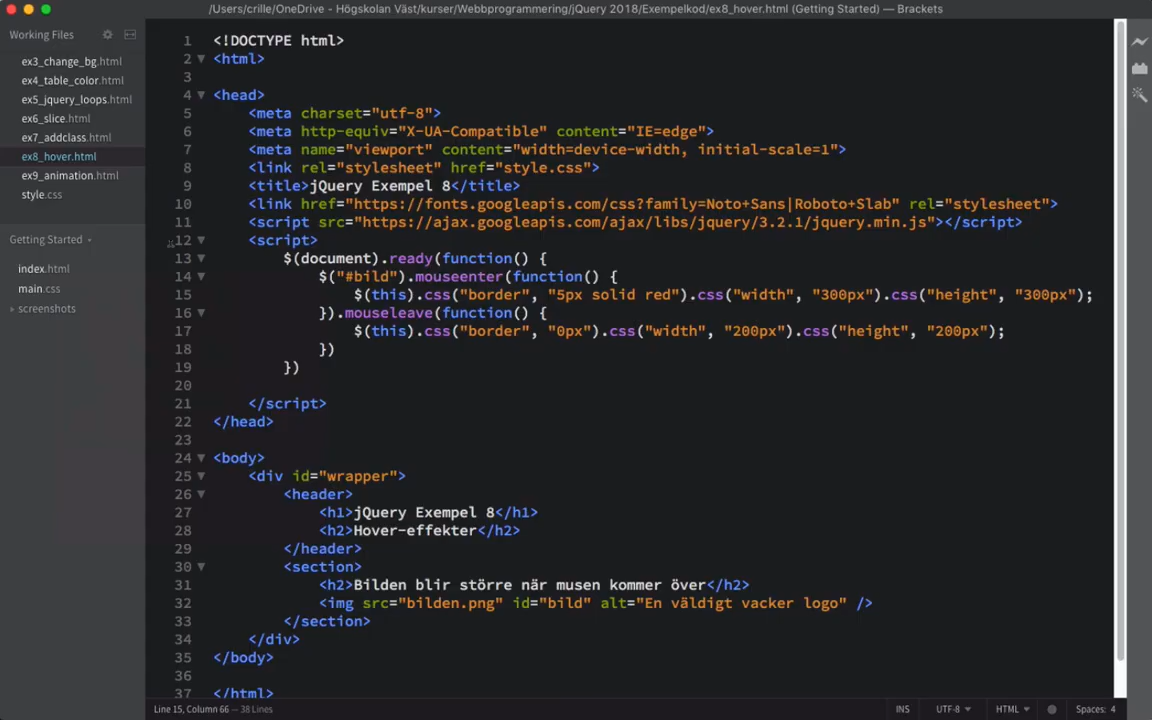 /Users/crille/OneDrive - Högskolan Väst/kurser/Webbprogrammering/jQuery 2018/Exempelkod/ex8_hover.html (Getting Started) — Brackets
Working Files
ex3_change_bg.html
ex4_table_color.html
ex5_jquery_loops.html
ex6_slice.html
ex7_addclass.html
ex8_hover.html
ex9_animation.html
style.css
Getting Started
index.html
main.css
screenshots
1 <!DOCTYPE html>
2 <html>
3
4 <head>
5     <meta charset="utf-8">
6     <meta http-equiv="X-UA-Compatible" content="IE=edge">
7     <meta name="viewport" content="width=device-width, initial-scale=1">
8     <link rel="stylesheet" href="style.css">
9     <title>jQuery Exempel 8</title>
10     <link href="https://fonts.googleapis.com/css?family=Noto+Sans|Roboto+Slab" rel="stylesheet">
11     <script src="https://ajax.googleapis.com/ajax/libs/jquery/3.2.1/jquery.min.js"></script>
12     <script>
13         $(document).ready(function() {
14             $("#bild").mouseenter(function() {
15                 $(this).css("border", "5px solid red").css("width", "300px").css("height", "300px");
16             }).mouseleave(function() {
17                 $(this).css("border", "0px").css("width", "200px").css("height", "200px");
18             })
19         })
20
21     </script>
22 </head>
23
24 <body>
25     <div id="wrapper">
26         <header>
27             <h1>jQuery Exempel 8</h1>
28             <h2>Hover-effekter</h2>
29         </header>
30         <section>
31             <h2>Bilden blir större när musen kommer över</h2>
32             <img src="bilden.png" id="bild" alt="En väldigt vacker logo" />
33         </section>
34     </div>
35 </body>
36
37 </html>
Line 15, Column 66 — 38 Lines
INS
UTF-8
HTML
Spaces: 4